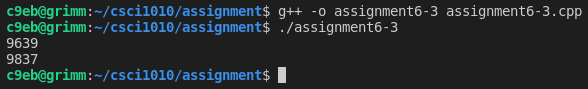 c9eb@grimm:~/csci1010/assignment$ g++ -o assignment6-3 assignment6-3.cpp
c9eb@grimm:~/csci1010/assignment$ ./assignment6-3
9639
9837
c9eb@grimm:~/csci1010/assignment$